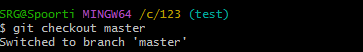 SRG@Spoorti MINGW64 /c/123 (test)
$ git checkout master
Switched to branch 'master'